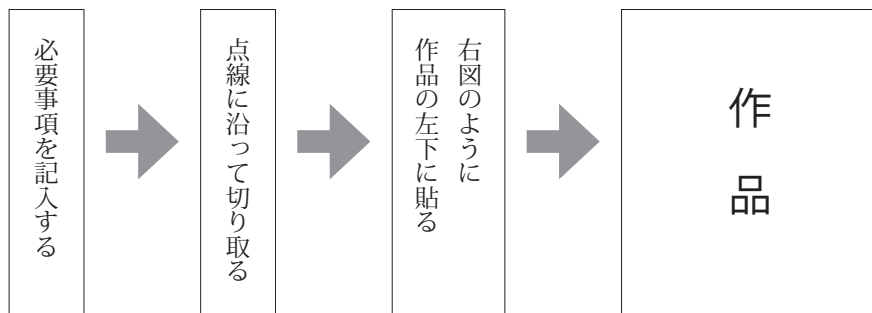 必要事項を記入する
点線に沿って切り取る
右図のように
作品の左下に貼る
作品